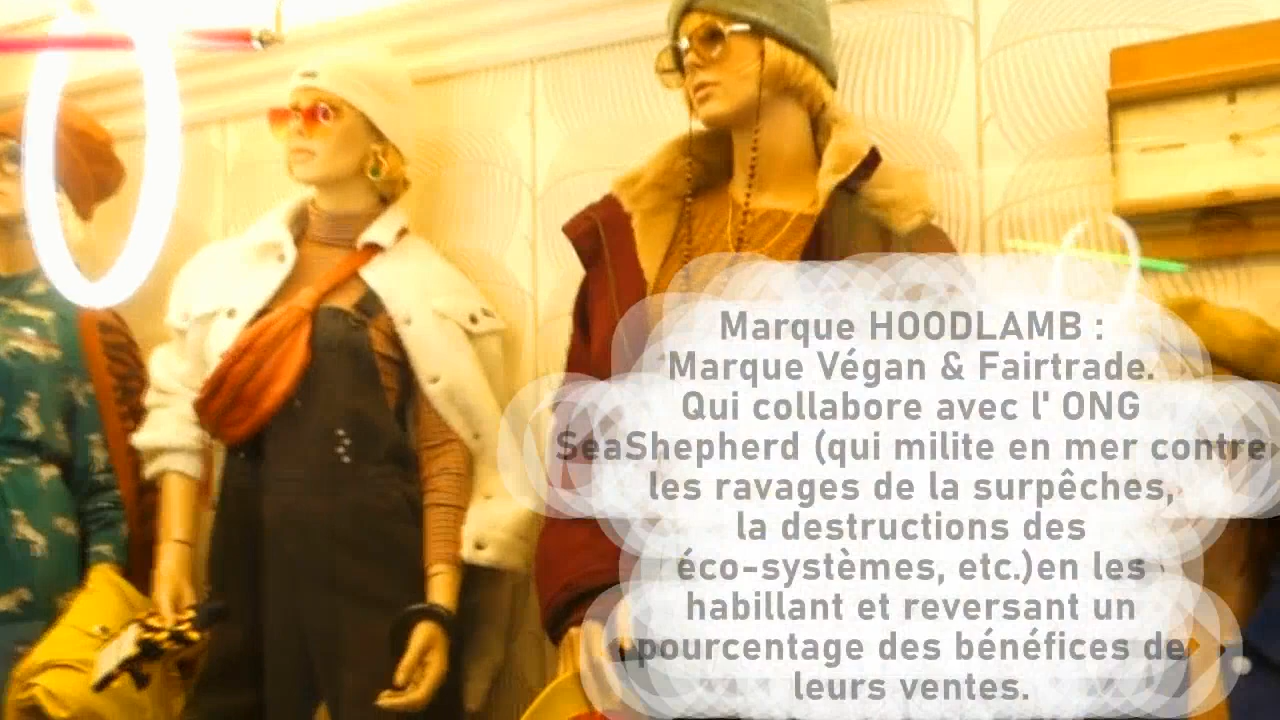 Marque HOODLAMB :
Marque Végan & Fairtrade.
Qui collabore avec l' ONG
SeaShepherd (qui milite en mer contre
les ravages de la surpêches,
la destructions des
éco-systèmes, etc.)en les
habillant et reversant un
pourcentage des bénéfices de
leurs ventes.